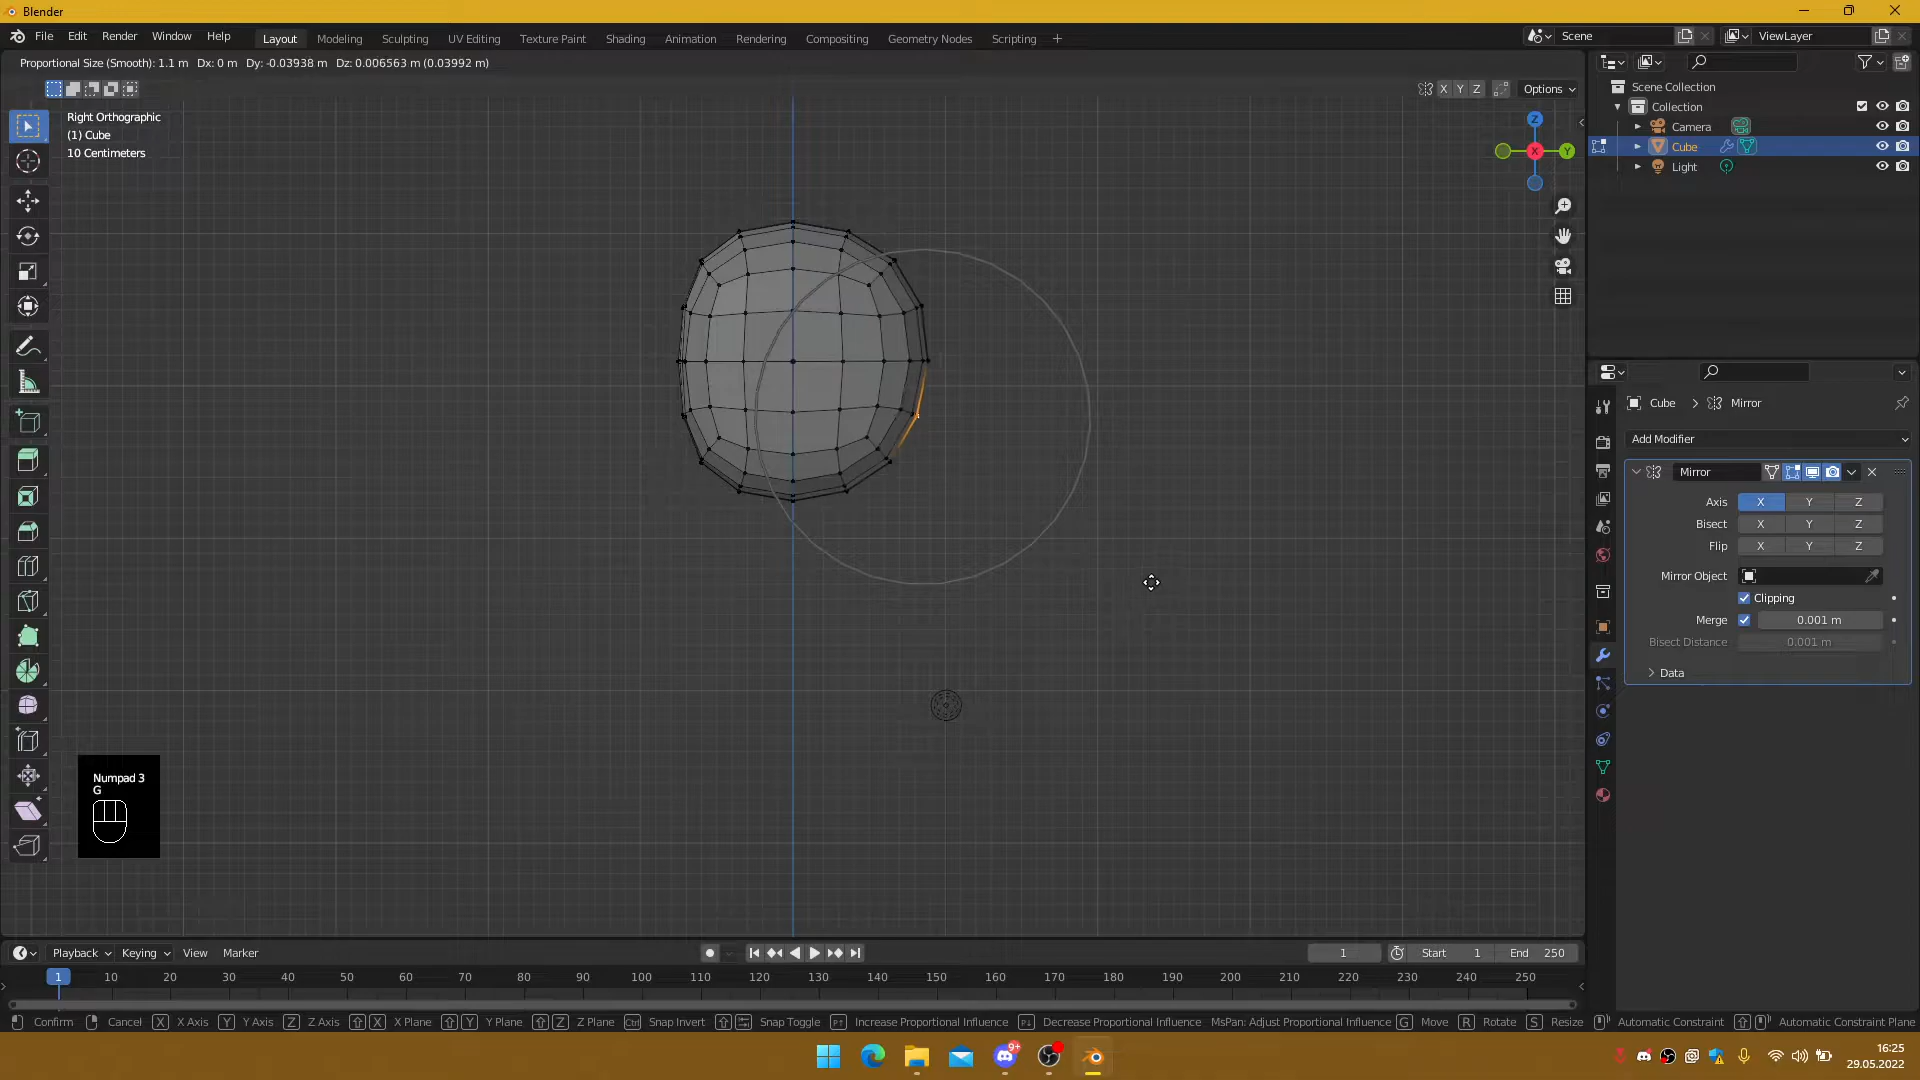 Blender
File Edit Render Window Help Layout Modeling Sculpting UV Editing Texture Paint Shading Animation Rendering Compositing Geometry Nodes Scripting + Scene ViewLayer
Proportional Size (Smooth): 1.1 m Dx: 0 m Dy: -0.03938 m Dz: 0.006563 m (0.03992 m)
X Y Z Options
Right Orthographic
(1) Cube
10 Centimeters
Z
X
Y
Scene Collection
Collection
Camera
Cube
Light
Cube > Mirror
Add Modifier
Mirror
Axis X Y Z
Bisect X Y Z
Flip X Y Z
Mirror Object
Clipping
Merge 0.001 m
Bisect Distance 0.001 m
> Data
Numpad 3
G
Playback Keying View Marker 1 Start 1 End 250
1 10 20 30 40 50 60 70 80 90 100 110 120 130 140 150 160 170 180 190 200 210 220 230 240 250
Confirm Cancel X X Axis Y Y Axis Z Z Axis X X Plane Y Y Plane Z Z Plane Ctrl Snap Invert Snap Toggle P↑ Increase Proportional Influence P↓ Decrease Proportional Influence MsPan: Adjust Proportional Influence G Move R Rotate S Resize Automatic Constraint Automatic Constraint Plane
9+
16:25
29.05.2022